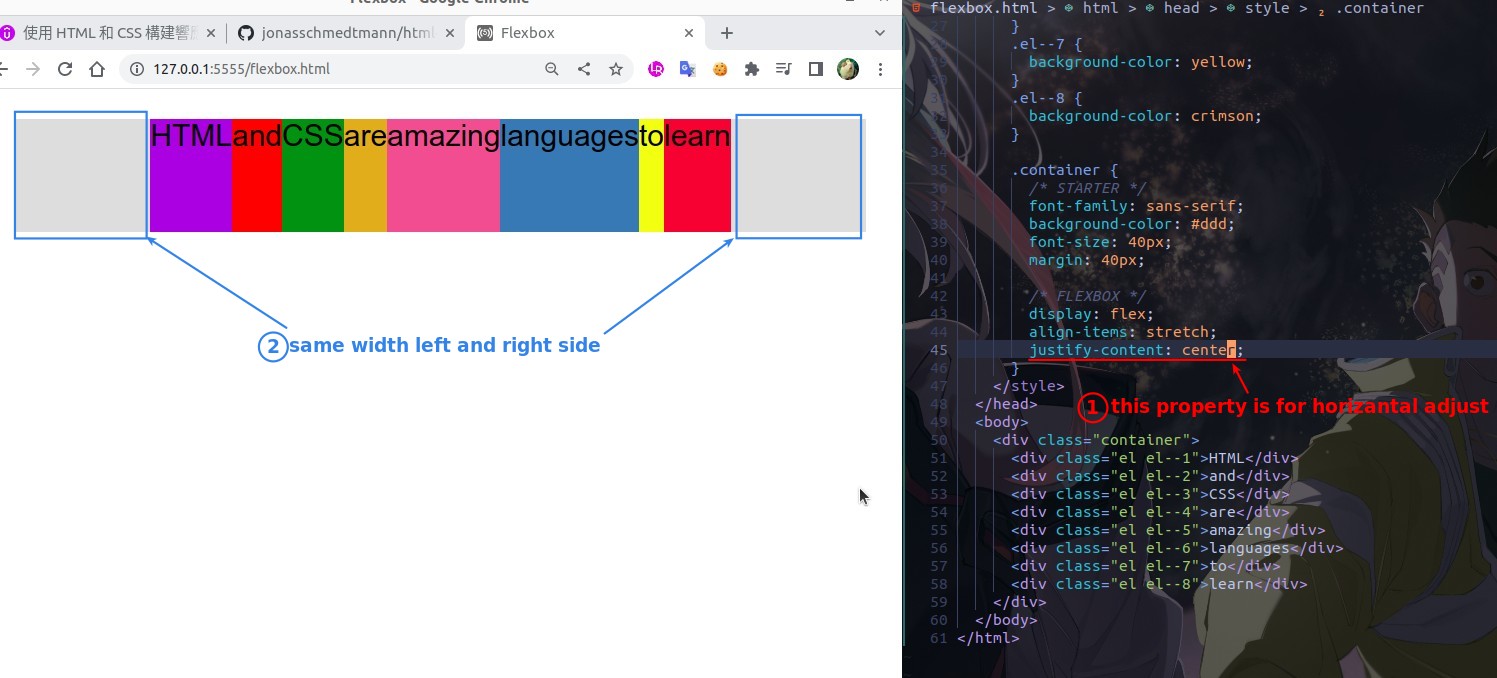 Flexbox - Google Chrome
使用 HTML 和 CSS 構建響
jonasschmedtmann/html
Flexbox
127.0.0.1:5555/flexbox.html
HTMLandCSSareamazinglanguagestolearn
2 same width left and right side
flexbox.html > html > head > style > .container
27 }
.el--7 {
background-color: yellow;
}
.el--8 {
background-color: crimson;
}
34
35 .container {
36 /* STARTER */
37 font-family: sans-serif;
38 background-color: #ddd;
39 font-size: 40px;
40 margin: 40px;
41
42 /* FLEXBOX */
43 display: flex;
44 align-items: stretch;
45 justify-content: center;
46 }
47 </style>
1 this property is for horizantal adjust
48 </head>
49 <body>
50 <div class="container">
51 <div class="el el--1">HTML</div>
52 <div class="el el--2">and</div>
53 <div class="el el--3">CSS</div>
54 <div class="el el--4">are</div>
55 <div class="el el--5">amazing</div>
56 <div class="el el--6">languages</div>
57 <div class="el el--7">to</div>
58 <div class="el el--8">learn</div>
59 </div>
60 </body>
61 </html>